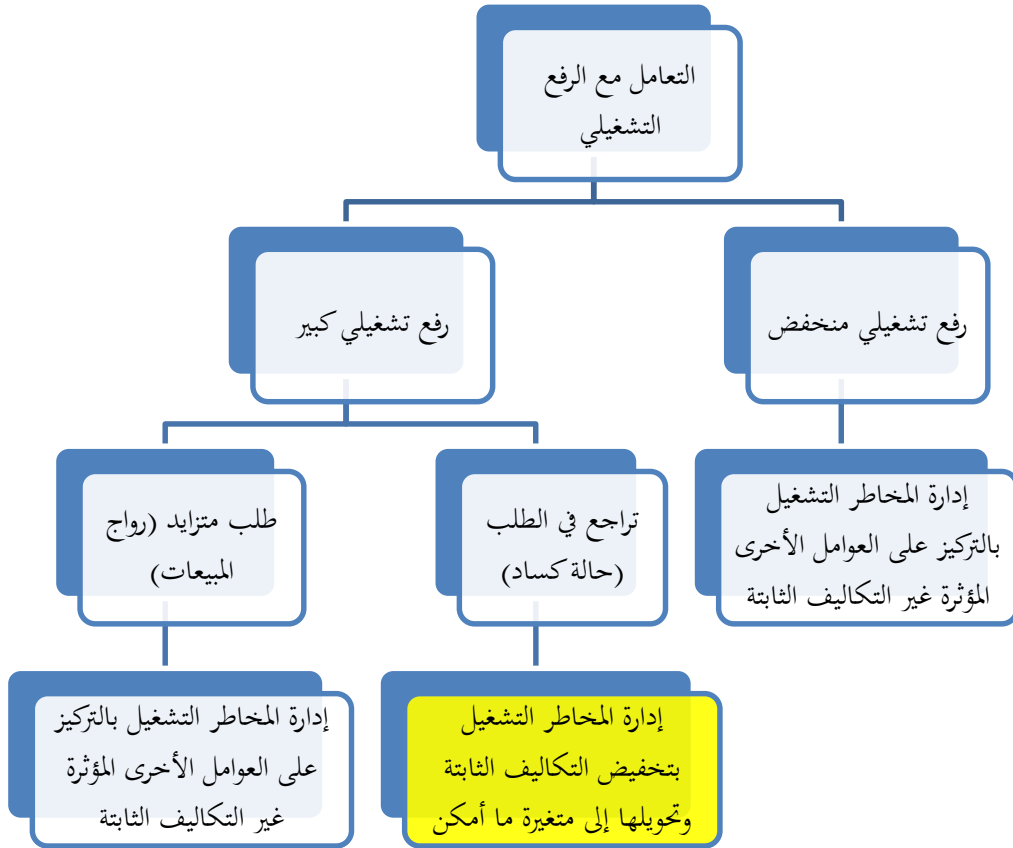 التعامل مع الرفع
التشغيلي
رفع تشغيلي منخفض
رفع تشغيلي كبير
إدارة المخاطر التشغيل
بالتركيز على العوامل الأخرى
المؤثرة غير التكاليف الثابتة
تراجع في الطلب
(حالة كساد)
طلب متزايد (رواج
المبيعات)
إدارة المخاطر التشغيل
بتخفيض التكاليف الثابتة
وتحويلها إلى متغيرة ما أمكن
إدارة المخاطر التشغيل بالتركيز
على العوامل الأخرى المؤثرة
غير التكاليف الثابتة